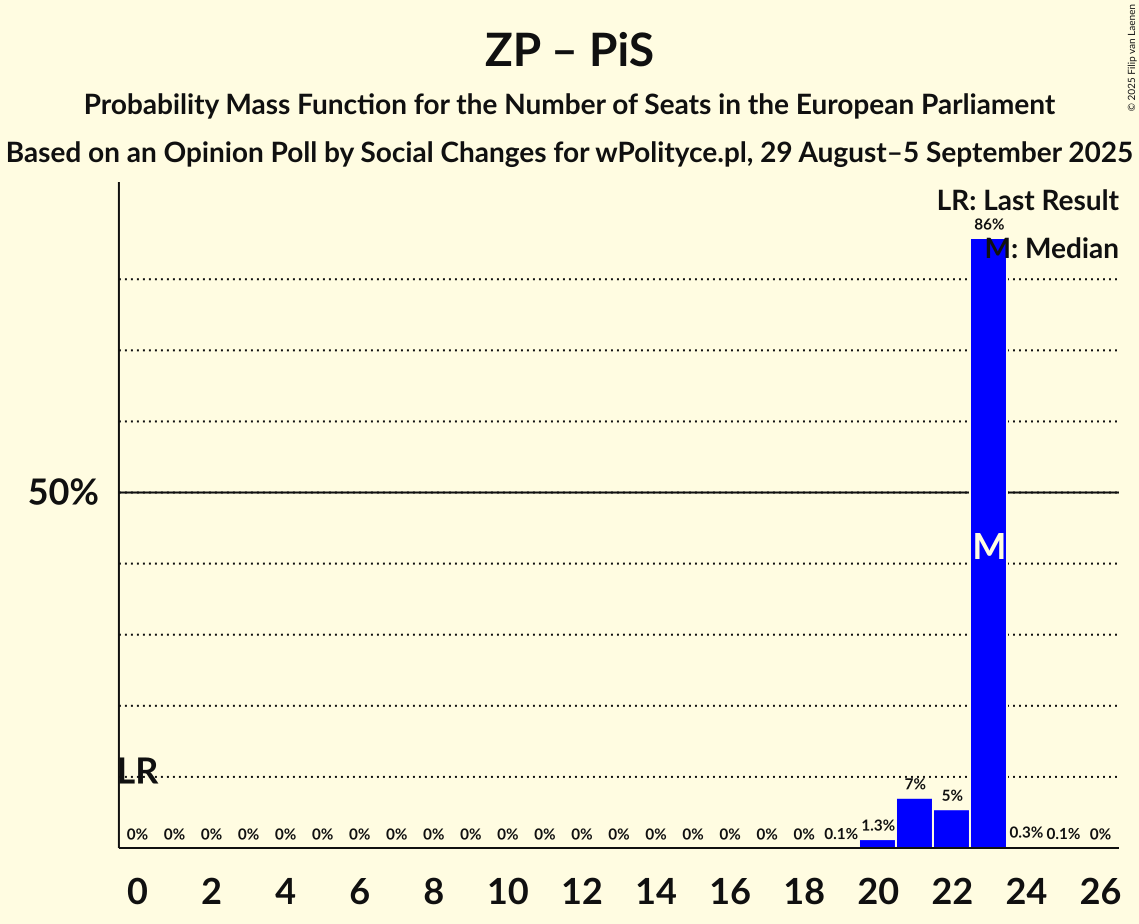 ZP – PiS
Probability Mass Function for the Number of Seats in the European Parliament
Based on an Opinion Poll by Social Changes for wPolityce.pl, 29 August–5 September 2025
© 2025 Filip van Laenen
LR: Last Result
86%
M: Median
50%
M
LR
7%
5%
0% 0% 0% 0% 0% 0% 0% 0% 0% 0% 0% 0% 0% 0% 0% 0% 0% 0% 0% 0.1% 1.3% 0.3% 0.1% 0%
0 2 4 6 8 10 12 14 16 18 20 22 24 26